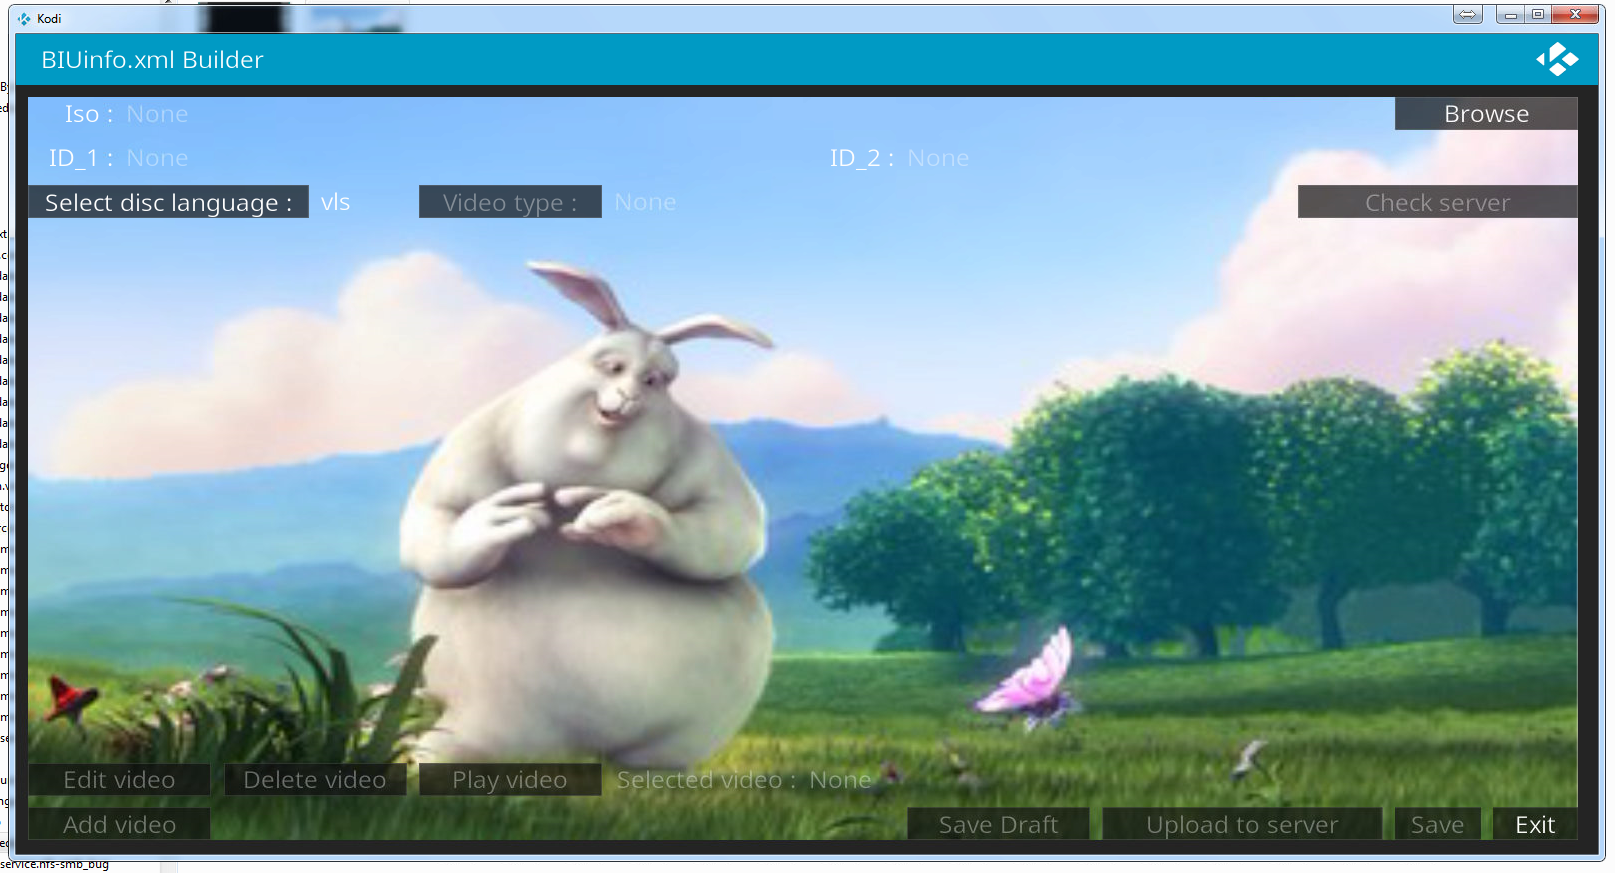 Kodi
BIUinfo.xml Builder
Iso : None
Browse
ID_1 : None
ID_2 : None
Select disc language : vls
Video type : None
Check server
Edit video
Delete video
Play video
Selected video : None
Add video
Save Draft
Upload to server
Save
Exit
service.nfs-smb_bug